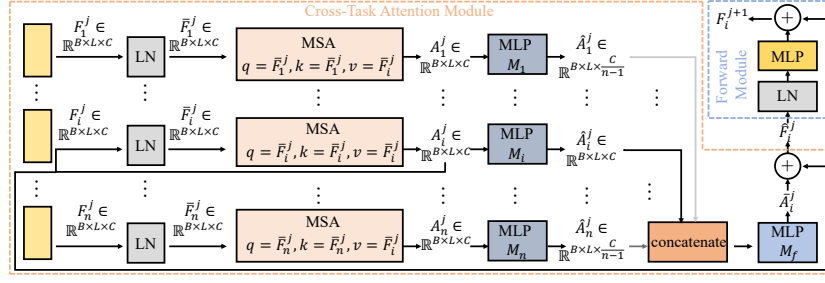 Cross-Task Attention Module
F_1^j ∈ ℝ^{B×L×C}
LN
F̄_1^j ∈ ℝ^{B×L×C}
MSA
q = F̄_1^j, k = F̄_1^j, v = F̄_i^j
A_1^j ∈ ℝ^{B×L×C}
MLP
M_1
Â_1^j ∈ ℝ^{B×L×\frac{C}{n-1}}
F_i^{j+1}
+
MLP
LN
Forward Module
⋮ ⋮ ⋮ ⋮ ⋮
F_i^j ∈ ℝ^{B×L×C}
LN
F̄_i^j ∈ ℝ^{B×L×C}
MSA
q = F̄_i^j, k = F̄_i^j, v = F̄_i^j
A_i^j ∈ ℝ^{B×L×C}
MLP
M_i
Â_i^j ∈ ℝ^{B×L×C}
F̂_i^j
+
Ā_i^j
⋮ ⋮ ⋮ ⋮ ⋮
F_n^j ∈ ℝ^{B×L×C}
LN
F̄_n^j ∈ ℝ^{B×L×C}
MSA
q = F̄_n^j, k = F̄_n^j, v = F̄_i^j
A_n^j ∈ ℝ^{B×L×C}
MLP
M_n
Â_n^j ∈ ℝ^{B×L×\frac{C}{n-1}}
concatenate
MLP
M_f